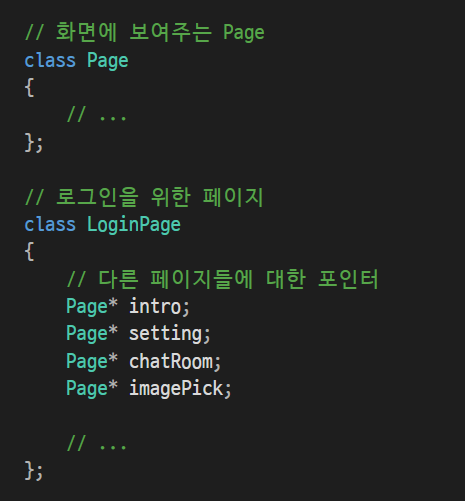 // 화면에 보여주는 Page
class Page
{
    // ...
};

// 로그인을 위한 페이지
class LoginPage
{
    // 다른 페이지들에 대한 포인터
    Page* intro;
    Page* setting;
    Page* chatRoom;
    Page* imagePick;

    // ...
};